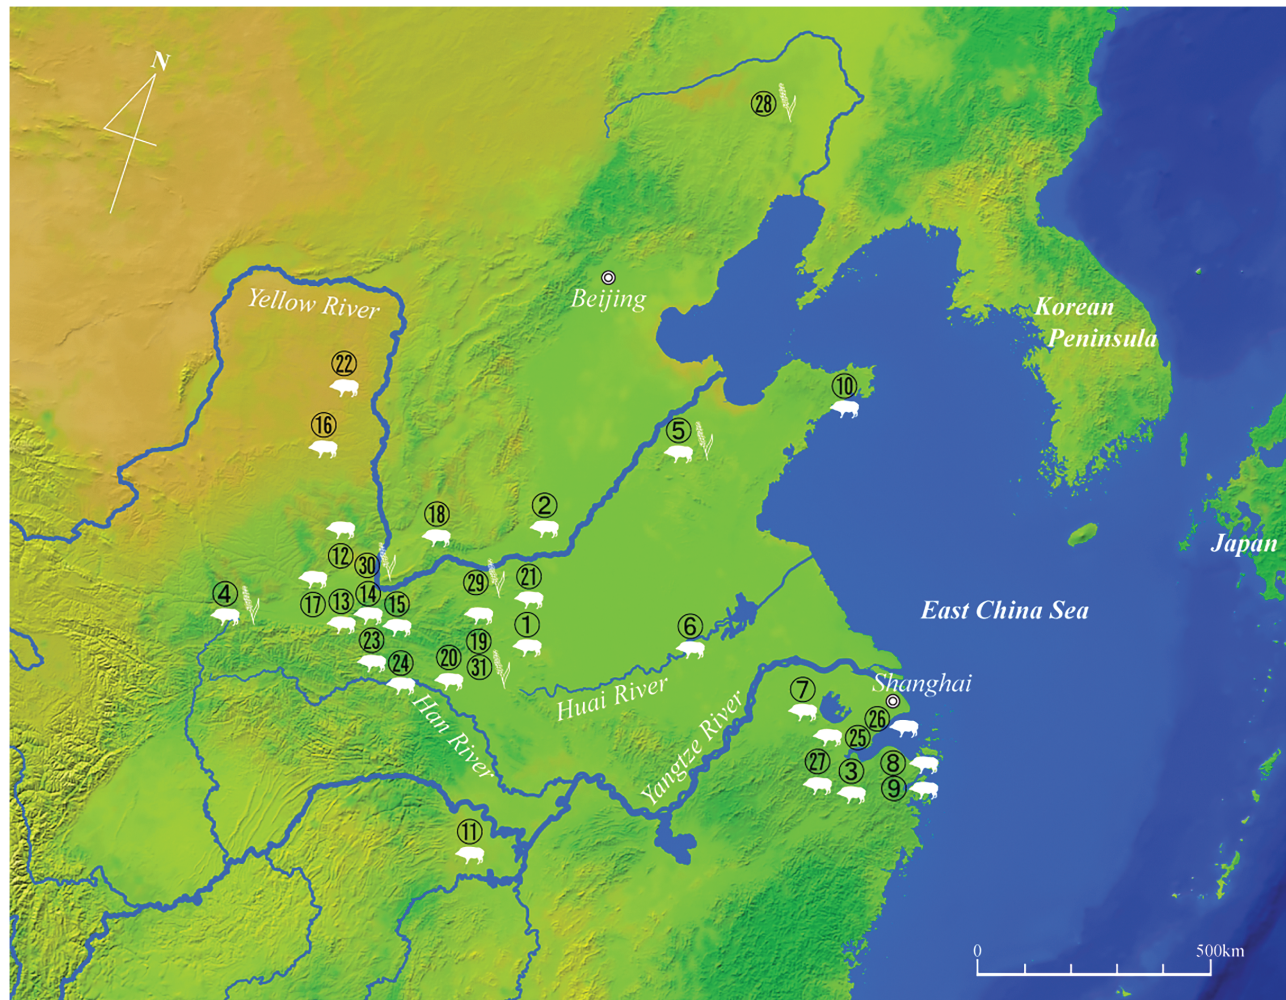 N
㉘
Beijing
Yellow River
Korean
Peninsula
㉒
⑩
⑯
⑤
⑱
②
Japan
⑫
㉚
㉙
㉑
④
⑰
⑬
⑭
⑮
East China Sea
①
⑥
㉓
⑲
㉔
⑳
㉛
Huai River
Shanghai
⑦
Han River
Yangtze River
㉖
㉕
㉗
③
⑧
⑨
⑪
0
500km